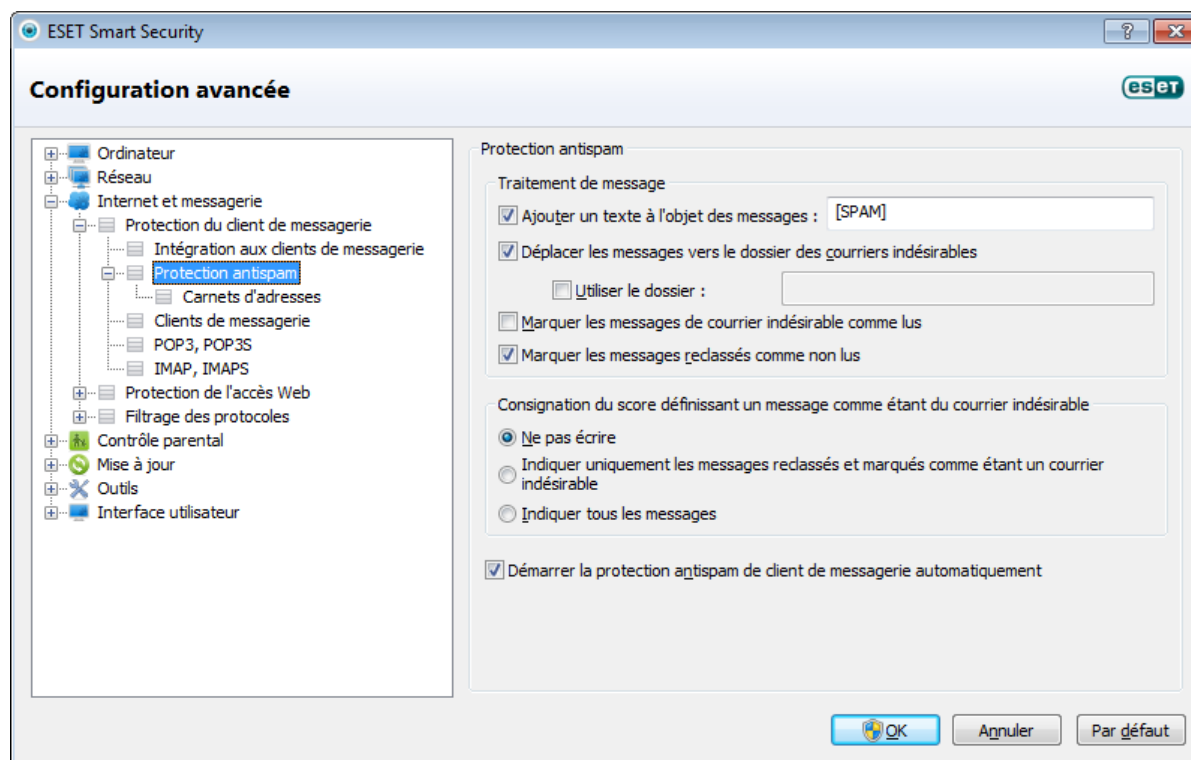 ESET Smart Security
Configuration avancée
eset
Ordinateur
Réseau
Internet et messagerie
Protection du client de messagerie
Intégration aux clients de messagerie
Protection antispam
Carnets d'adresses
Clients de messagerie
POP3, POP3S
IMAP, IMAPS
Protection de l'accès Web
Filtrage des protocoles
Contrôle parental
Mise à jour
Outils
Interface utilisateur
Protection antispam
Traitement de message
Ajouter un texte à l'objet des messages : [SPAM]
Déplacer les messages vers le dossier des courriers indésirables
Utiliser le dossier :
Marquer les messages de courrier indésirable comme lus
Marquer les messages reclassés comme non lus
Consignation du score définissant un message comme étant du courrier indésirable
Ne pas écrire
Indiquer uniquement les messages reclassés et marqués comme étant un courrier
indésirable
Indiquer tous les messages
Démarrer la protection antispam de client de messagerie automatiquement
OK
Annuler
Par défaut